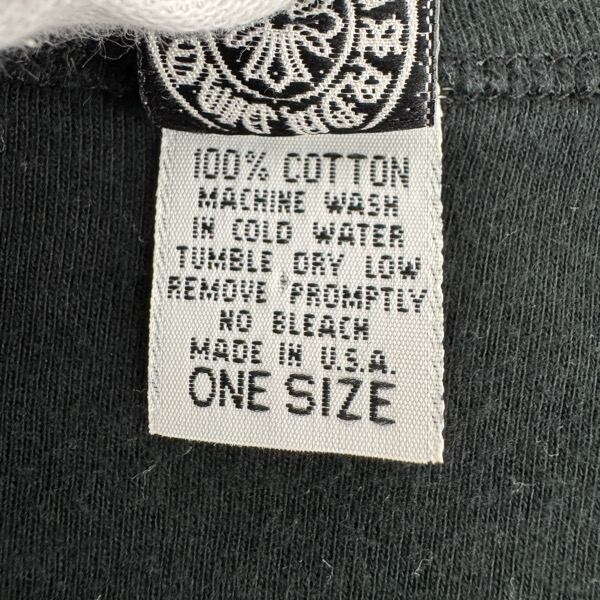 100% COTTON
MACHINE WASH
IN COLD WATER
TUMBLE DRY LOW
REMOVE PROMPTLY
NO BLEACH
MADE IN U.S.A.
ONE SIZE